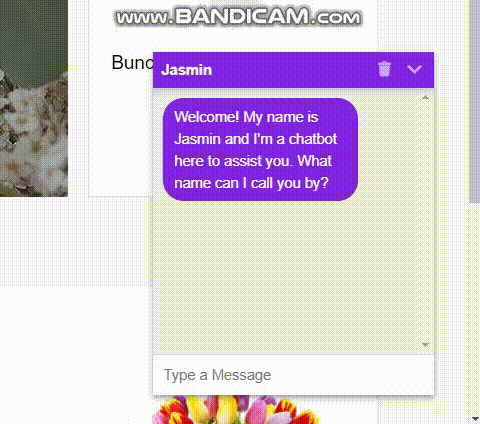 WWW.BANDICAM.COM
Jasmin
Welcome! My name is
Jasmin and I'm a chatbot
here to assist you. What
name can I call you by?
Type a Message